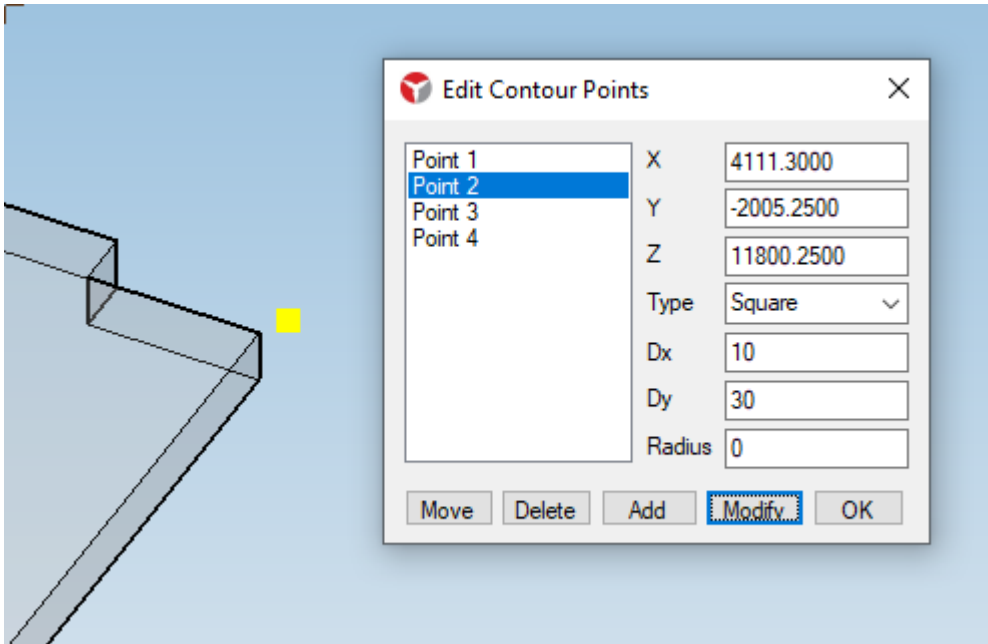 Edit Contour Points
Point 1
Point 2
Point 3
Point 4
X 4111.3000
Y -2005.2500
Z 11800.2500
Type Square
Dx 10
Dy 30
Radius 0
Move Delete Add Modify OK